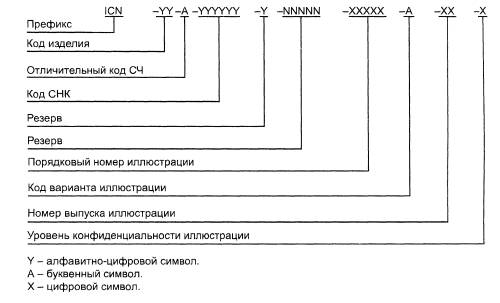 ICN –YY –A –YYYYYY –Y –NNNNN –XXXXX –A –XX –X
Префикс
Код изделия
Отличительный код СЧ
Код СНК
Резерв
Резерв
Порядковый номер иллюстрации
Код варианта иллюстрации
Номер выпуска иллюстрации
Уровень конфиденциальности иллюстрации
Y – алфавитно-цифровой символ.
А – буквенный символ.
X – цифровой символ.